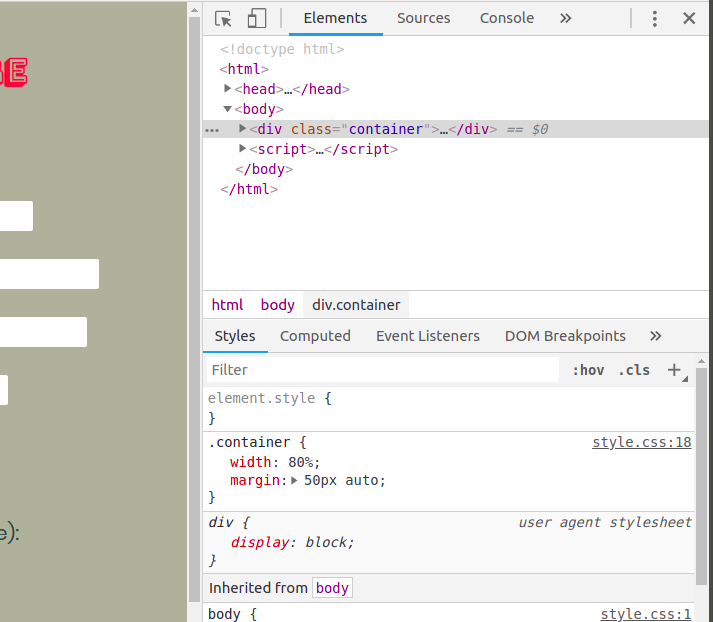 BE
e):
Elements Sources Console »
<!doctype html>
<html>
<head>…</head>
<body>
<div class="container">…</div> == $0
<script>…</script>
</body>
</html>
html body div.container
Styles Computed Event Listeners DOM Breakpoints »
Filter :hov .cls +
element.style {
}
.container { style.css:18
width: 80%;
margin: 50px auto;
}
div { user agent stylesheet
display: block;
}
Inherited from body
body { style.css:1